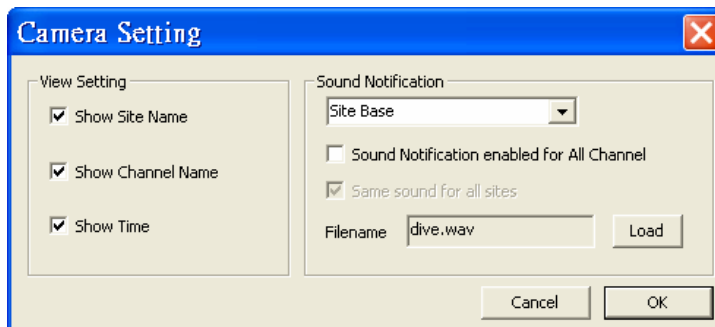 Camera Setting
View Setting
Show Site Name
Show Channel Name
Show Time
Sound Notification
Site Base
Sound Notification enabled for All Channel
Same sound for all sites
Filename dive.wav Load
Cancel OK